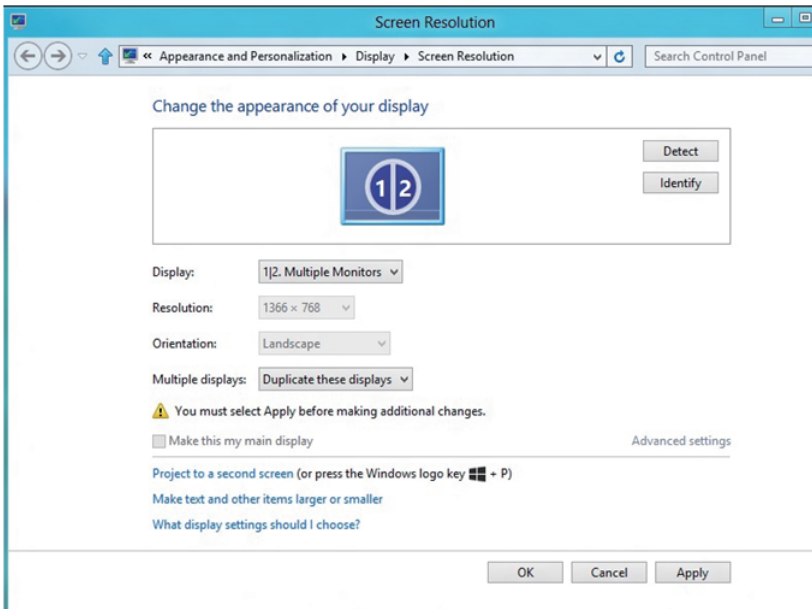 Screen Resolution
« Appearance and Personalization ▸ Display ▸ Screen Resolution
Search Control Panel
Change the appearance of your display
1|2
Detect
Identify
Display: 1|2. Multiple Monitors
Resolution: 1366 × 768
Orientation: Landscape
Multiple displays: Duplicate these displays
You must select Apply before making additional changes.
Make this my main display Advanced settings
Project to a second screen (or press the Windows logo key + P)
Make text and other items larger or smaller
What display settings should I choose?
OK Cancel Apply